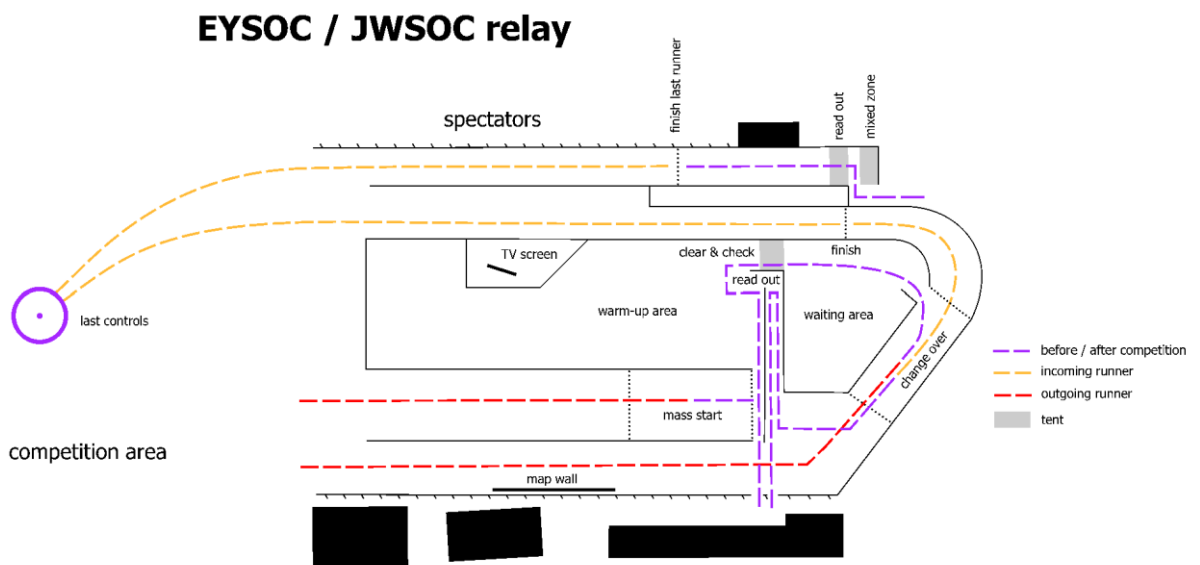 EYSOC / JWSOC relay
finish last runner
read out
mixed zone
spectators
TV screen
clear & check
finish
read out
last controls
warm-up area
waiting area
change over
before / after competition
incoming runner
outgoing runner
tent
mass start
competition area
map wall